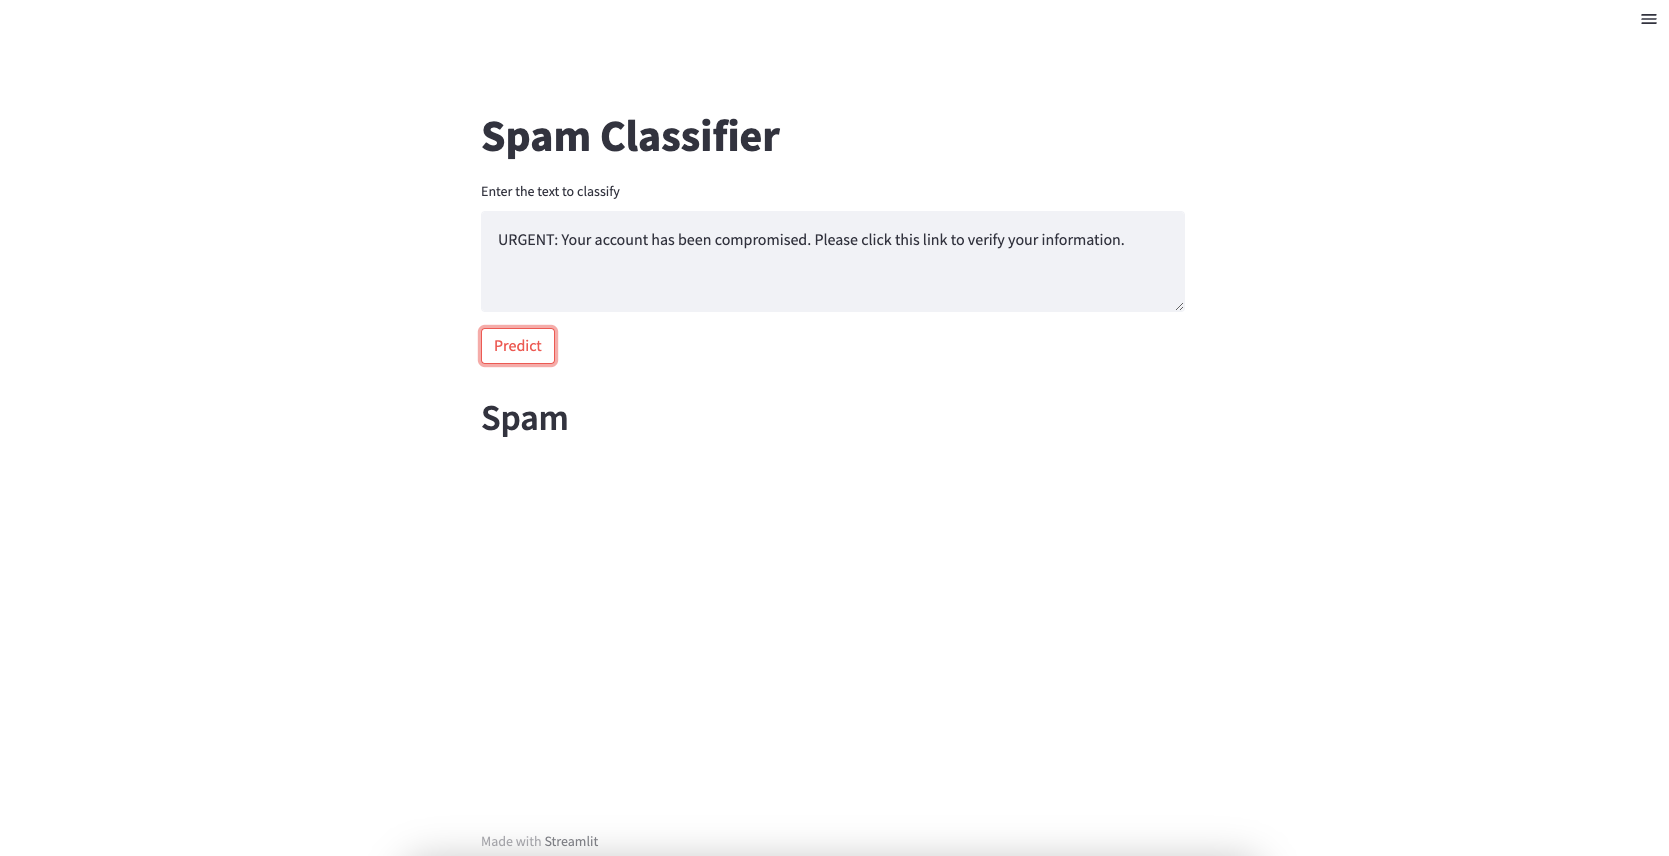 Spam Classifier
Enter the text to classify
URGENT: Your account has been compromised. Please click this link to verify your information.
Predict
Spam
Made with Streamlit